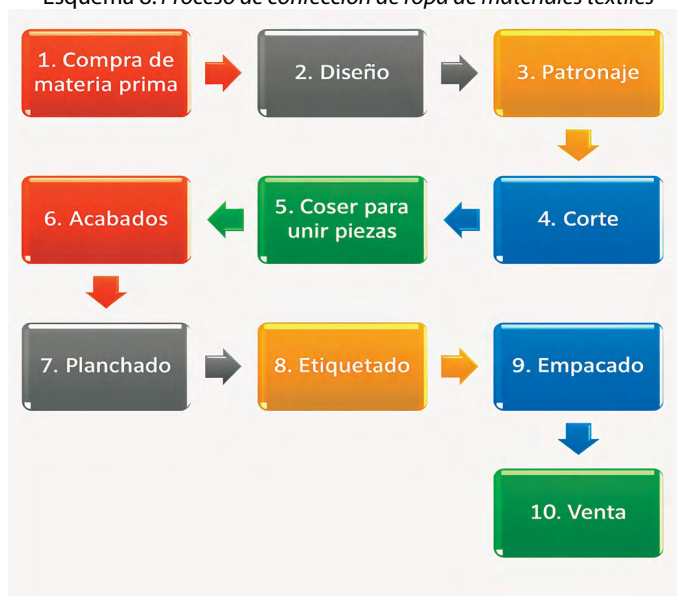 Esquema 8. Proceso de confección de ropa de materiales textiles
1. Compra de
materia prima
2. Diseño
3. Patronaje
4. Corte
5. Coser para
unir piezas
6. Acabados
7. Planchado
8. Etiquetado
9. Empacado
10. Venta